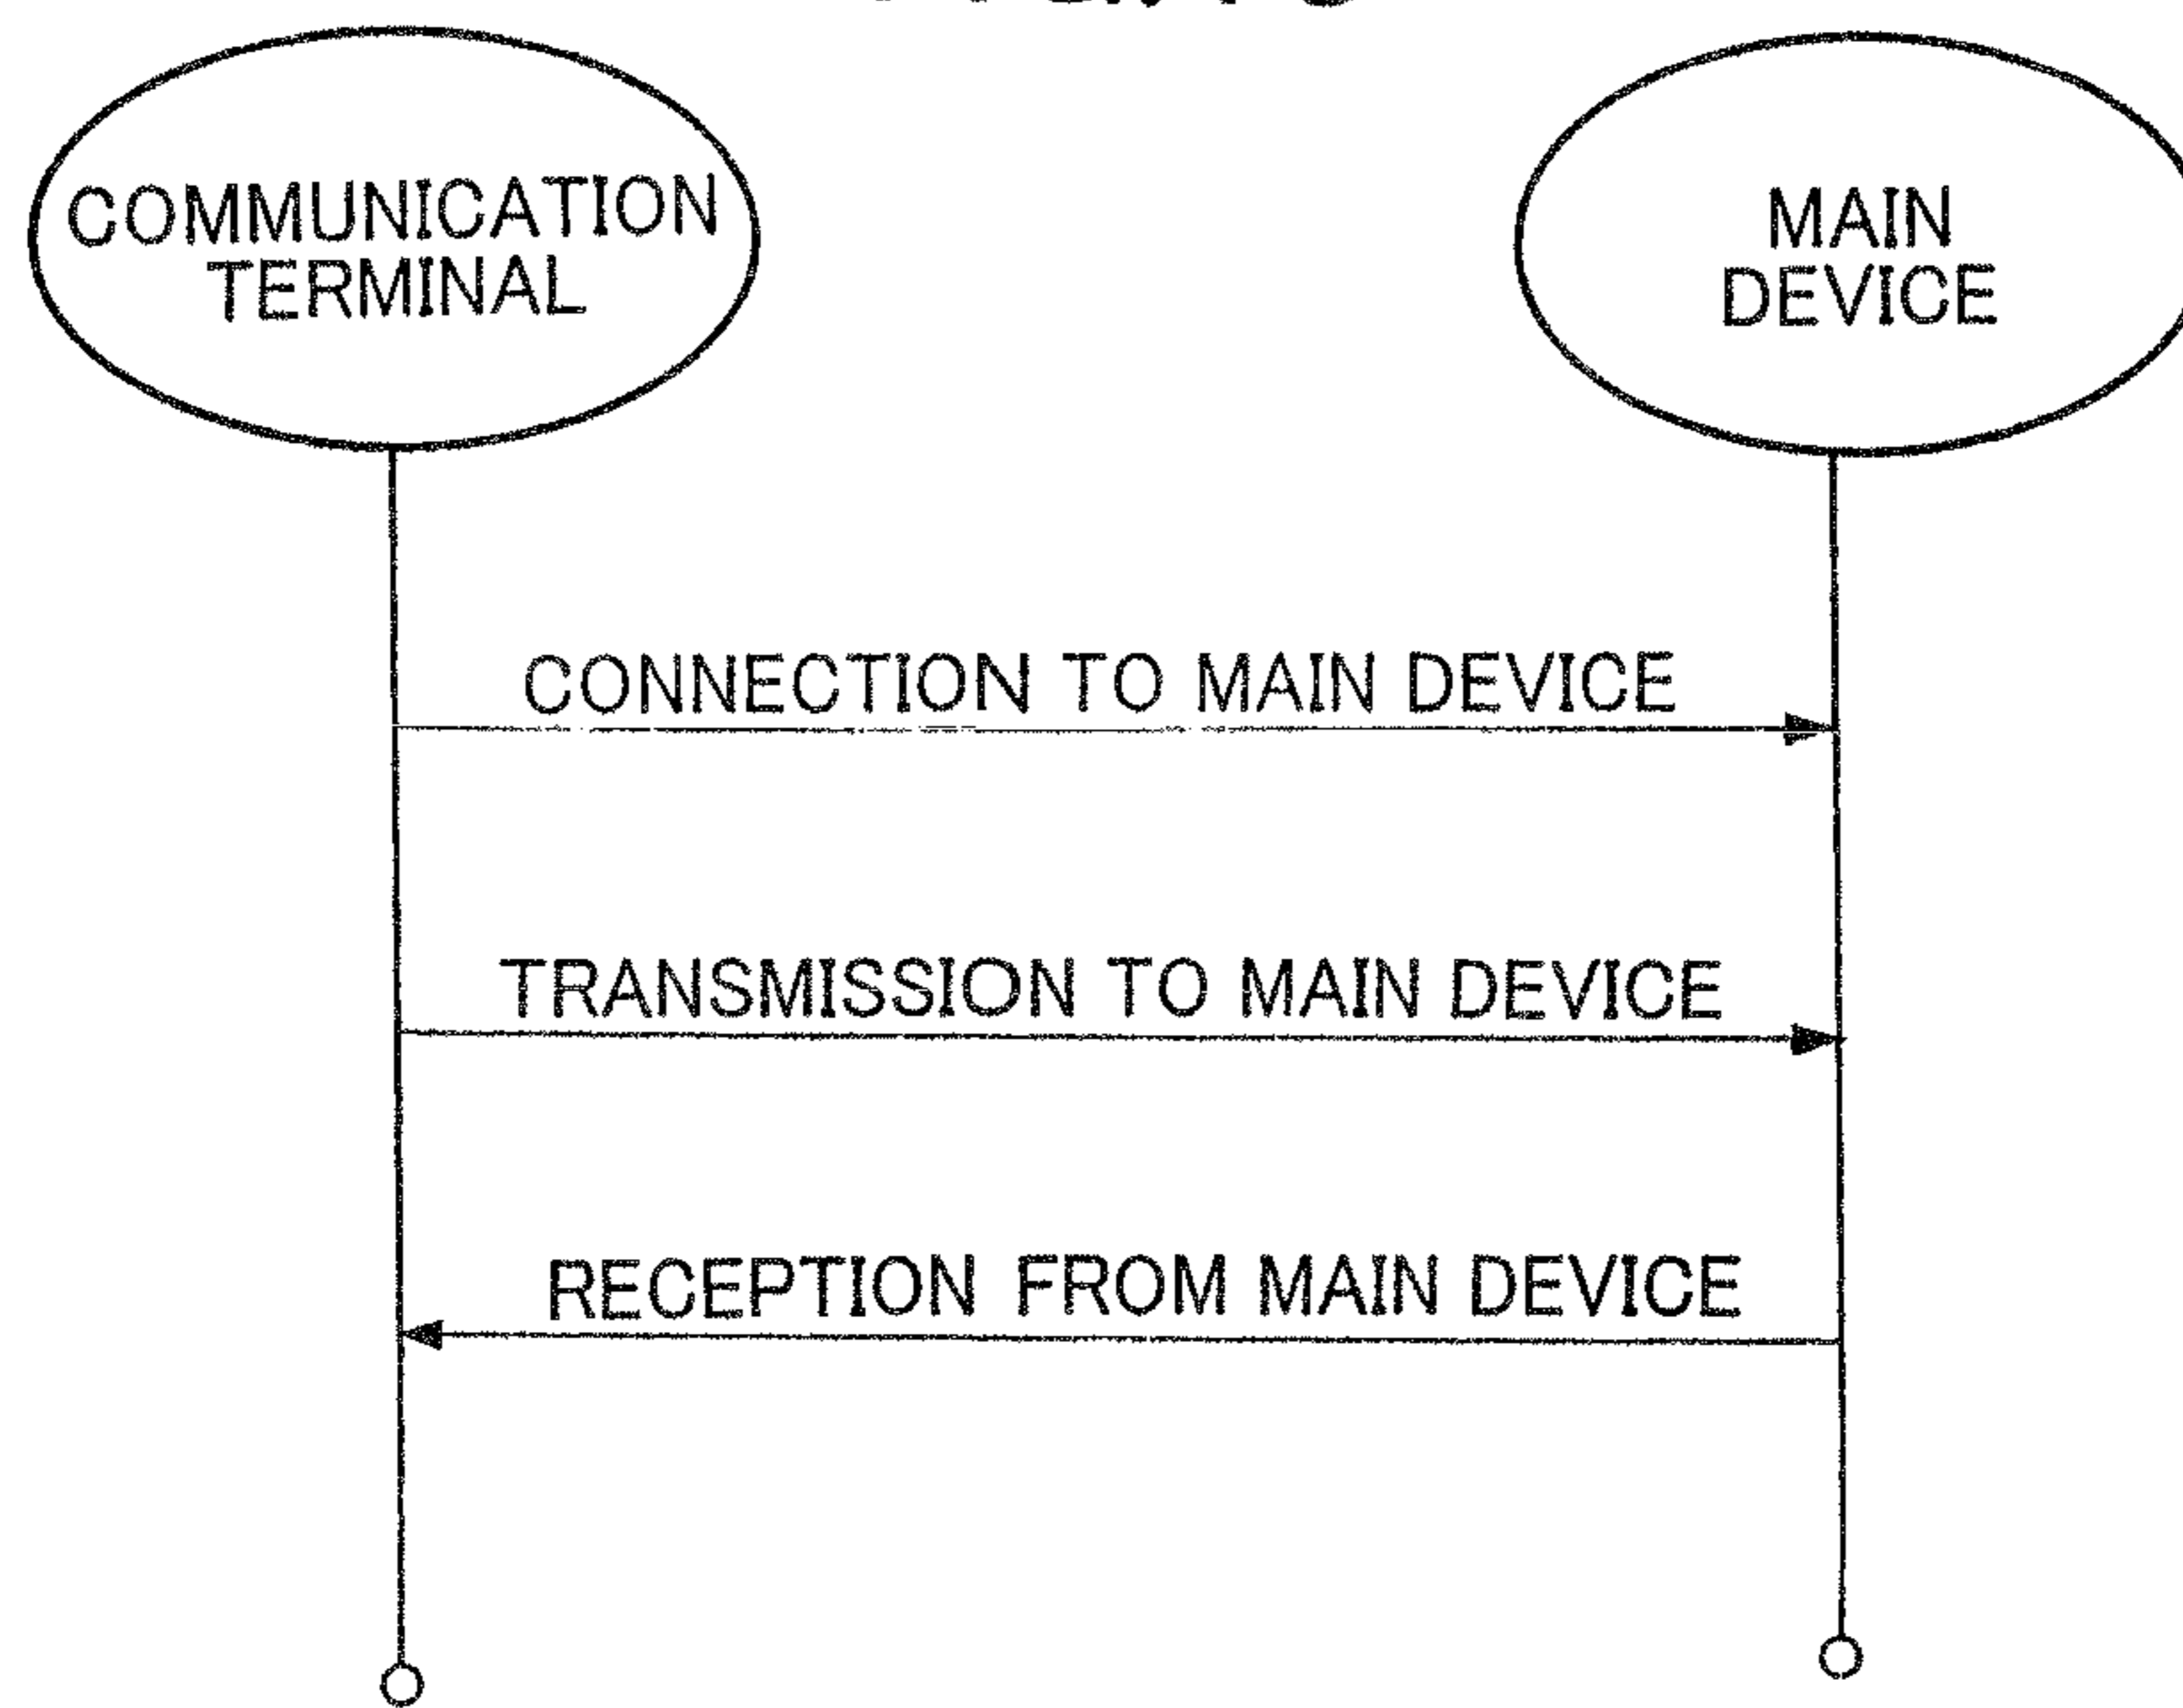 COMMUNICATION
TERMINAL
MAIN
DEVICE
CONNECTION TO MAIN DEVICE
TRANSMISSION TO MAIN DEVICE
RECEPTION FROM MAIN DEVICE